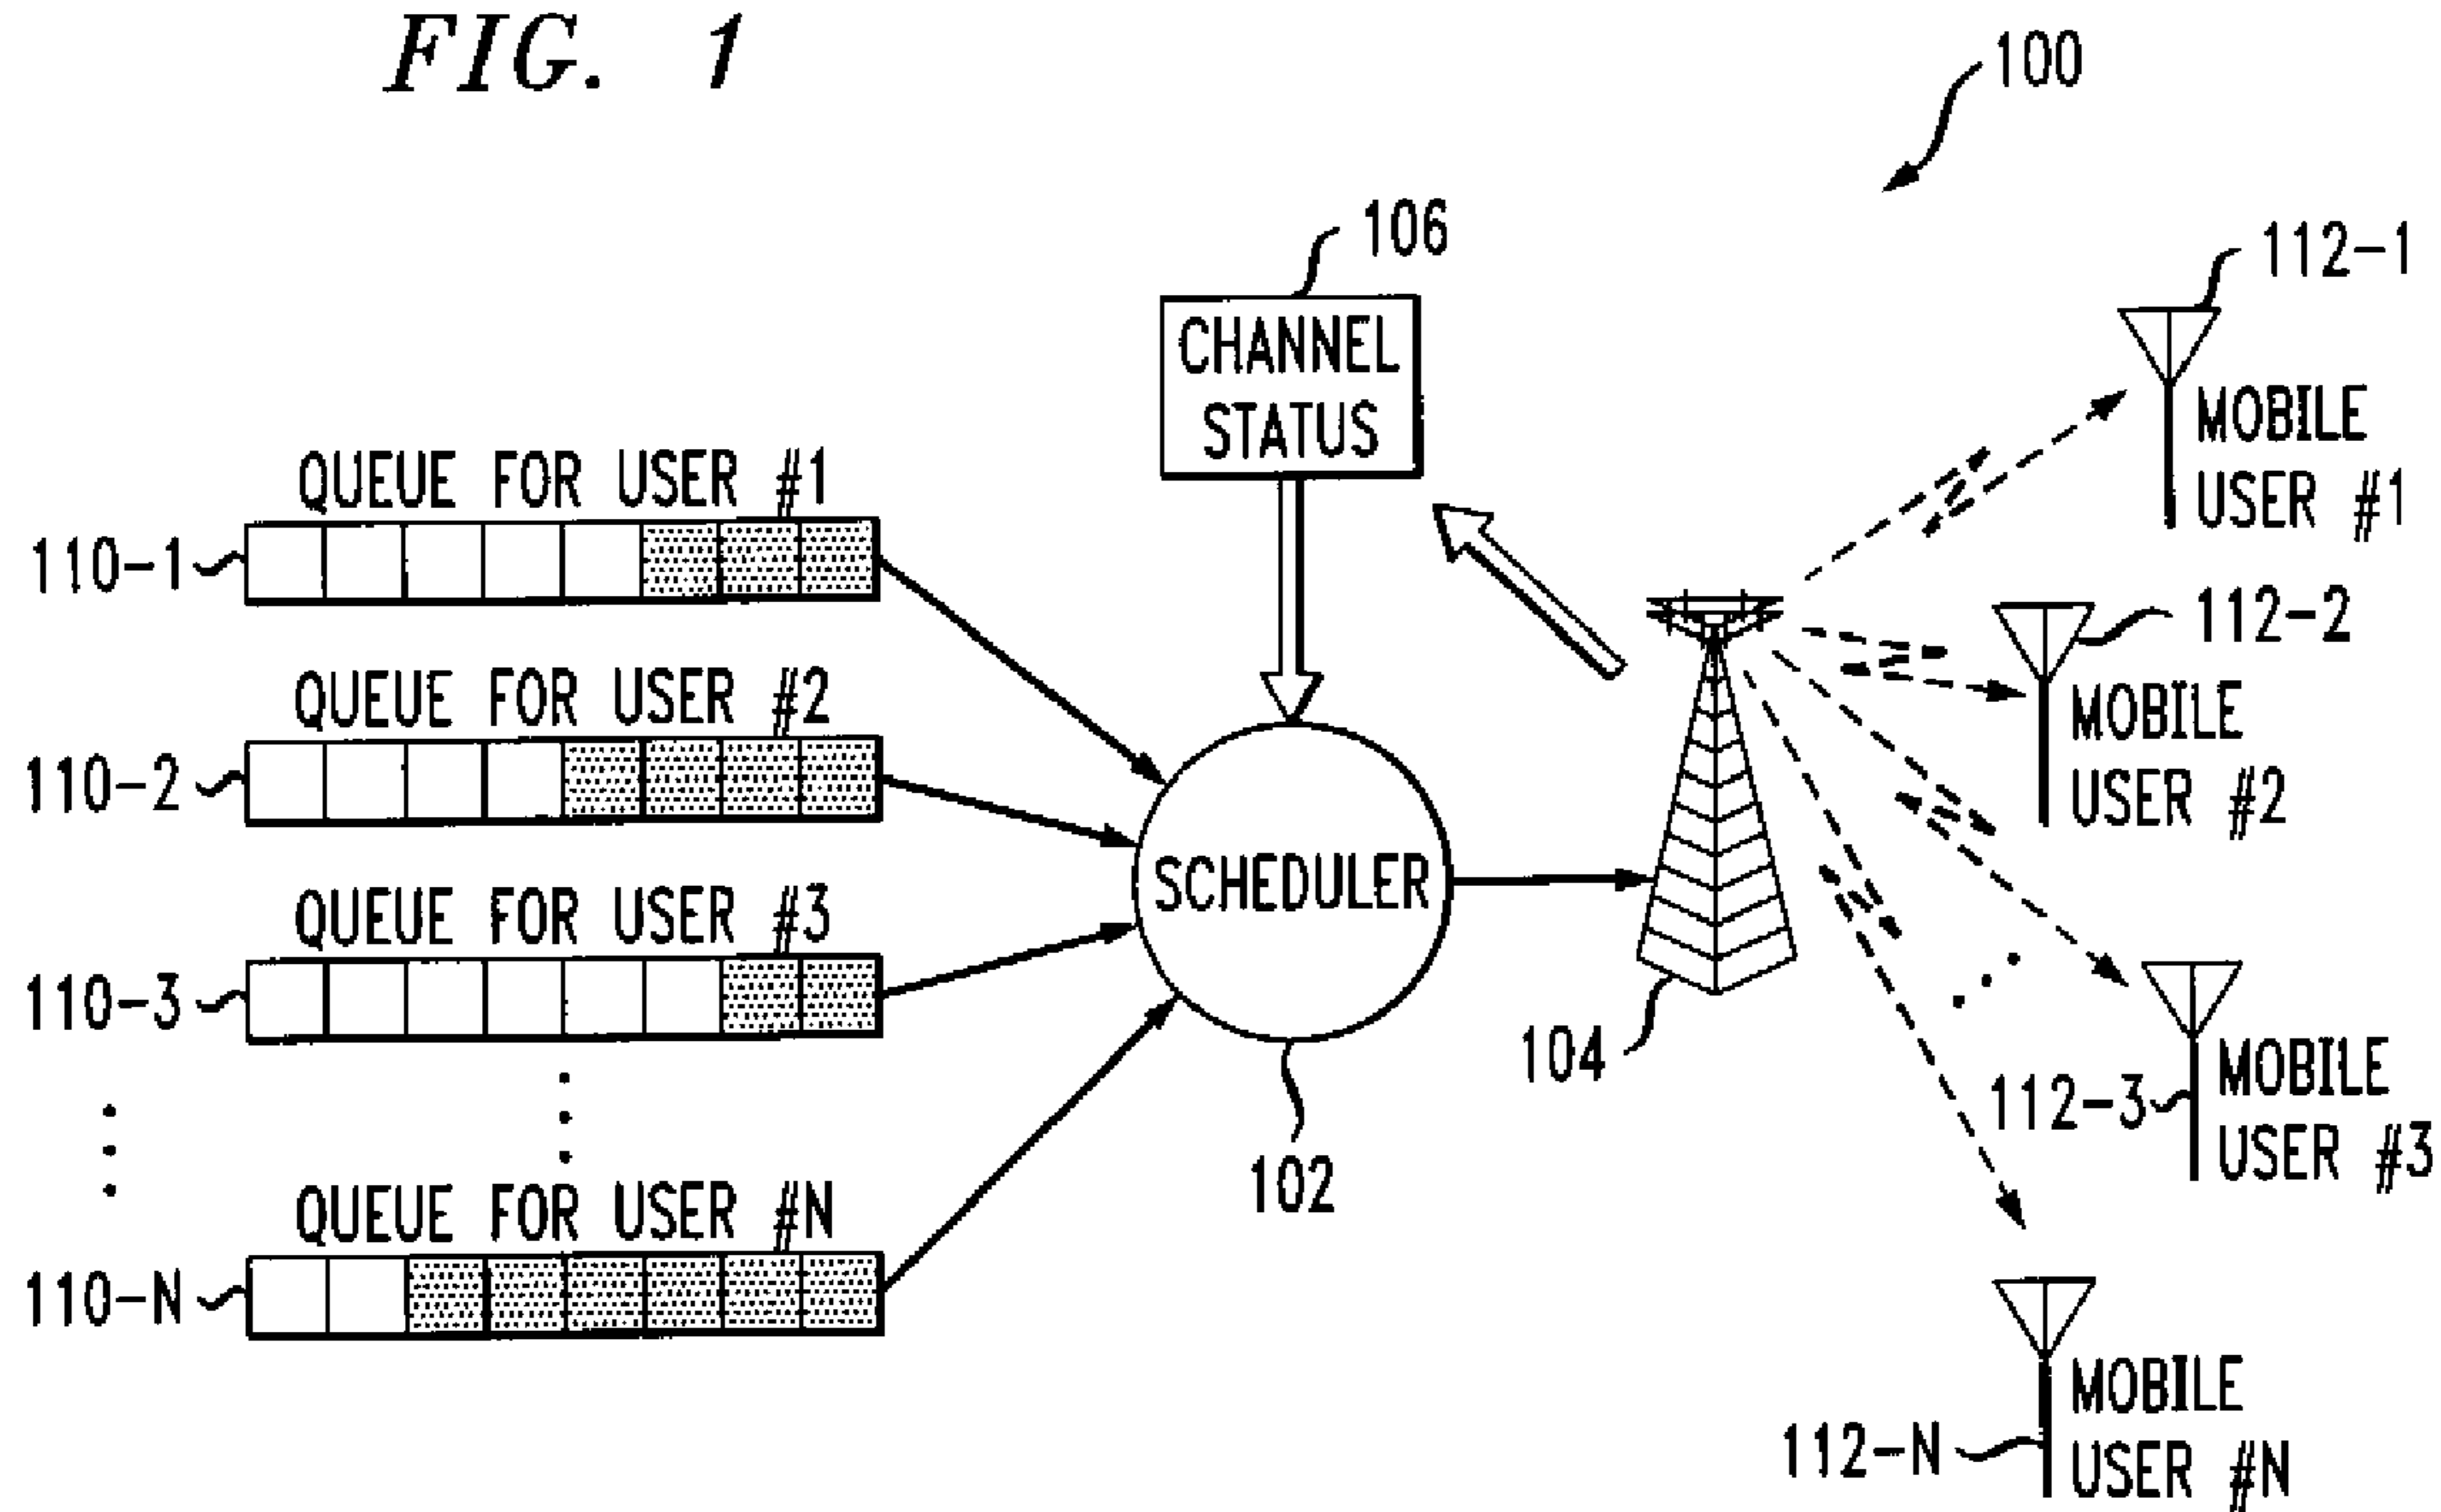 FIG. 1
100
106
112-1
CHANNEL
STATUS
MOBILE
USER #1
QUEUE FOR USER #1
110-1
112-2
QUEUE FOR USER #2
MOBILE
USER #2
110-2
SCHEDULER
QUEUE FOR USER #3
110-3
104
MOBILE
USER #3
112-3
102
QUEUE FOR USER #N
110-N
MOBILE
USER #N
112-N